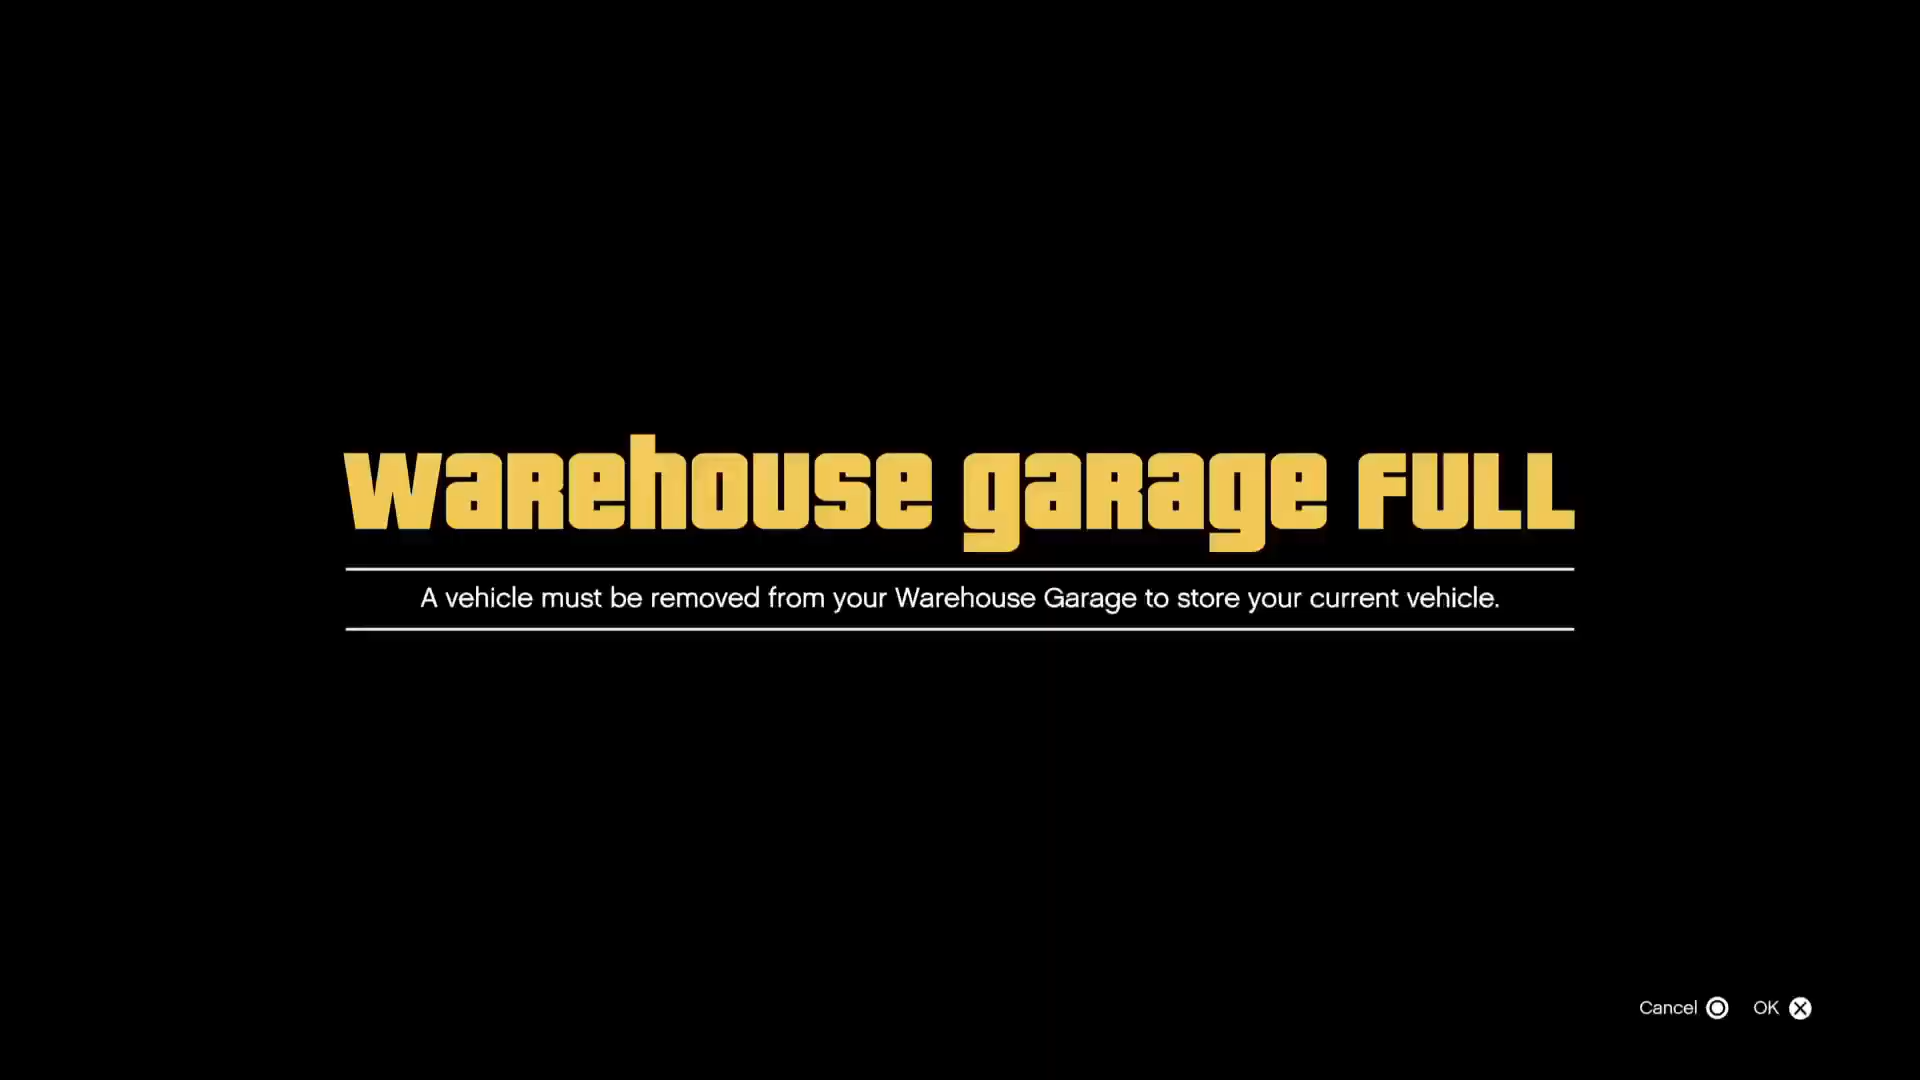 warehouse garage FULL
A vehicle must be removed from your Warehouse Garage to store your current vehicle.
Cancel OK